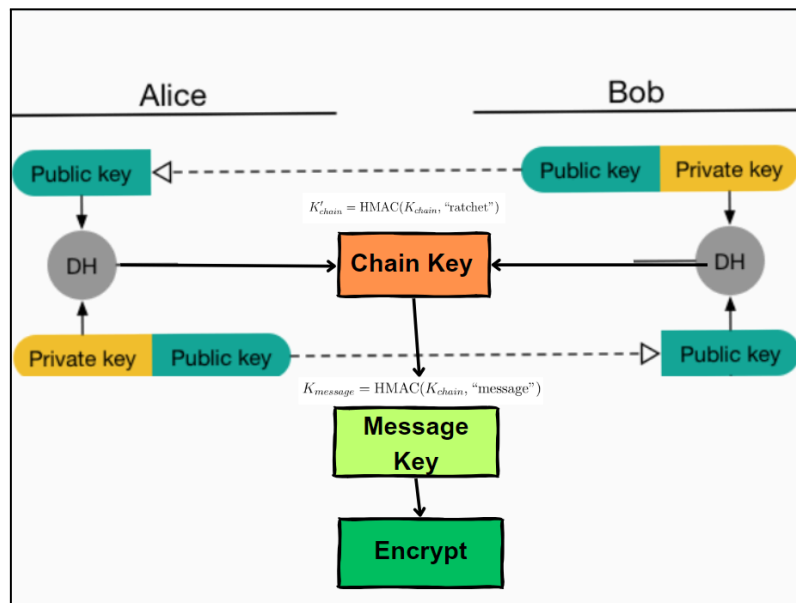 Alice
Bob
Public key
Public key Private key
K′chain = HMAC(Kchain, “ratchet”)
DH
Chain Key
DH
Private key Public key
Public key
Kmessage = HMAC(Kchain, “message”)
Message
Key
Encrypt